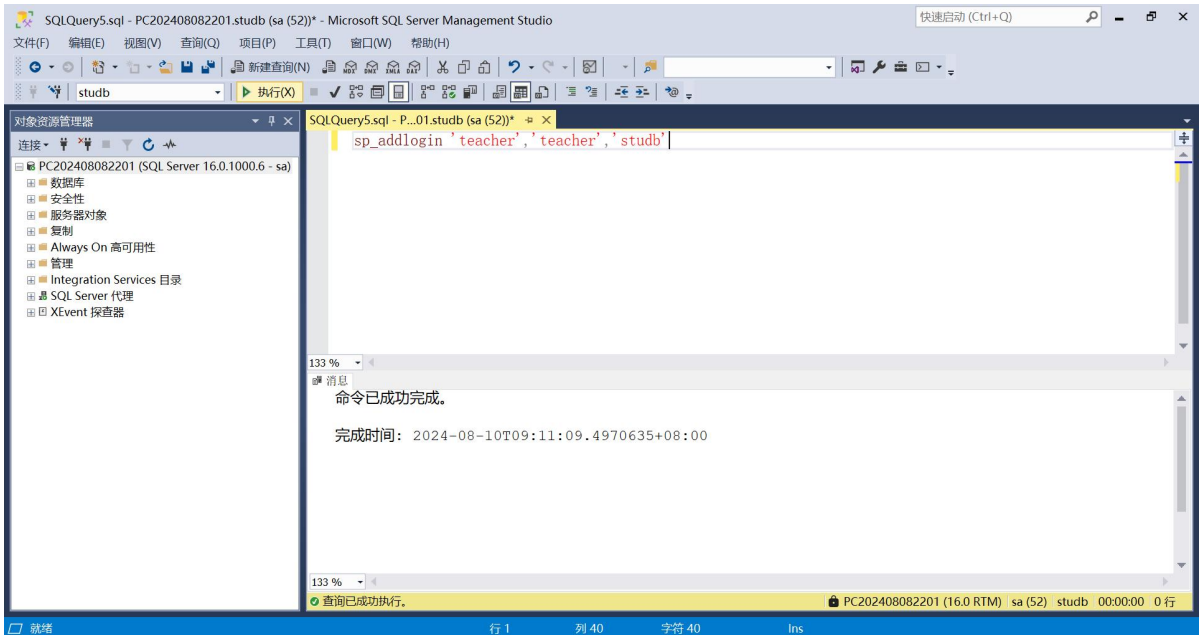 SQLQuery5.sql - PC202408082201.studb (sa (52))* - Microsoft SQL Server Management Studio
快速启动 (Ctrl+Q)
文件(F) 编辑(E) 视图(V) 查询(Q) 项目(P) 工具(T) 窗口(W) 帮助(H)
新建查询(N) MDX DMX XMLA DAX
studb 执行(X)
对象资源管理器
连接
PC202408082201 (SQL Server 16.0.1000.6 - sa)
数据库
安全性
服务器对象
复制
Always On 高可用性
管理
Integration Services 目录
SQL Server 代理
XEvent 探查器
SQLQuery5.sql - P...01.studb (sa (52))*
sp_addlogin 'teacher','teacher','studb'
133 %
消息
命令已成功完成。
完成时间: 2024-08-10T09:11:09.4970635+08:00
133 %
查询已成功执行。 PC202408082201 (16.0 RTM) sa (52) studb 00:00:00 0 行
就绪 行 1 列 40 字符 40 Ins